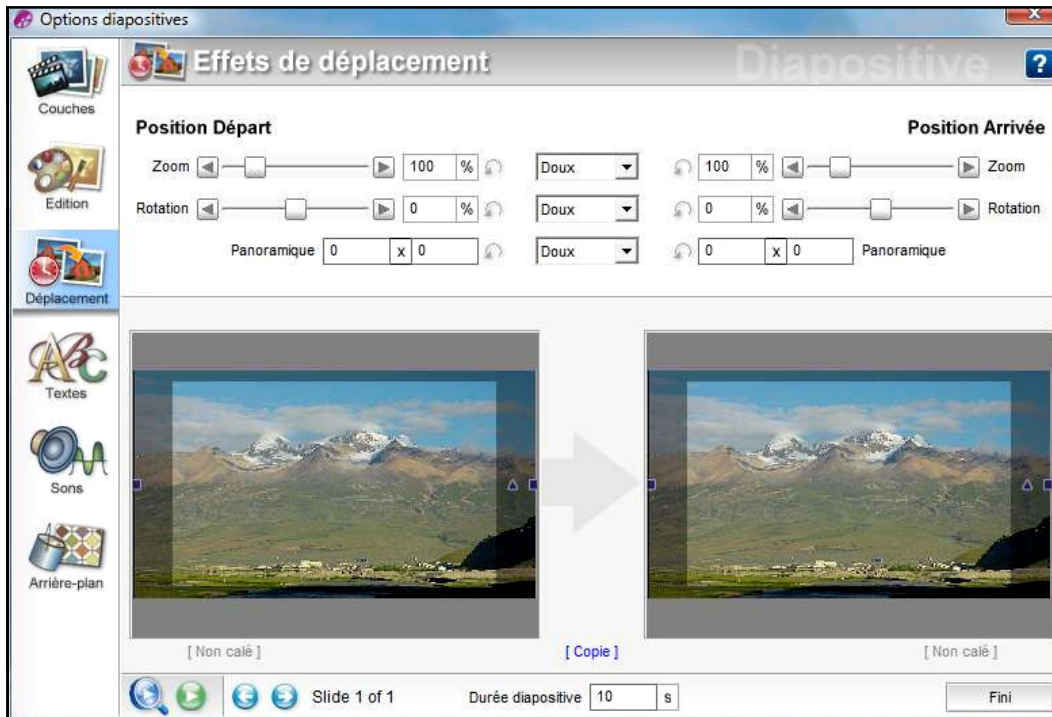 Options diapositives
Effets de déplacement
Diapositive
?
Couches
Edition
Déplacement
Textes
Sons
Arrière-plan
Position Départ
Position Arrivée
Zoom 100 % Doux 100 % Zoom
Rotation 0 % Doux 0 % Rotation
Panoramique 0 x 0 Doux 0 x 0 Panoramique
[ Non calé ]
[ Copie ]
[ Non calé ]
Slide 1 of 1
Durée diapositive 10 s
Fini